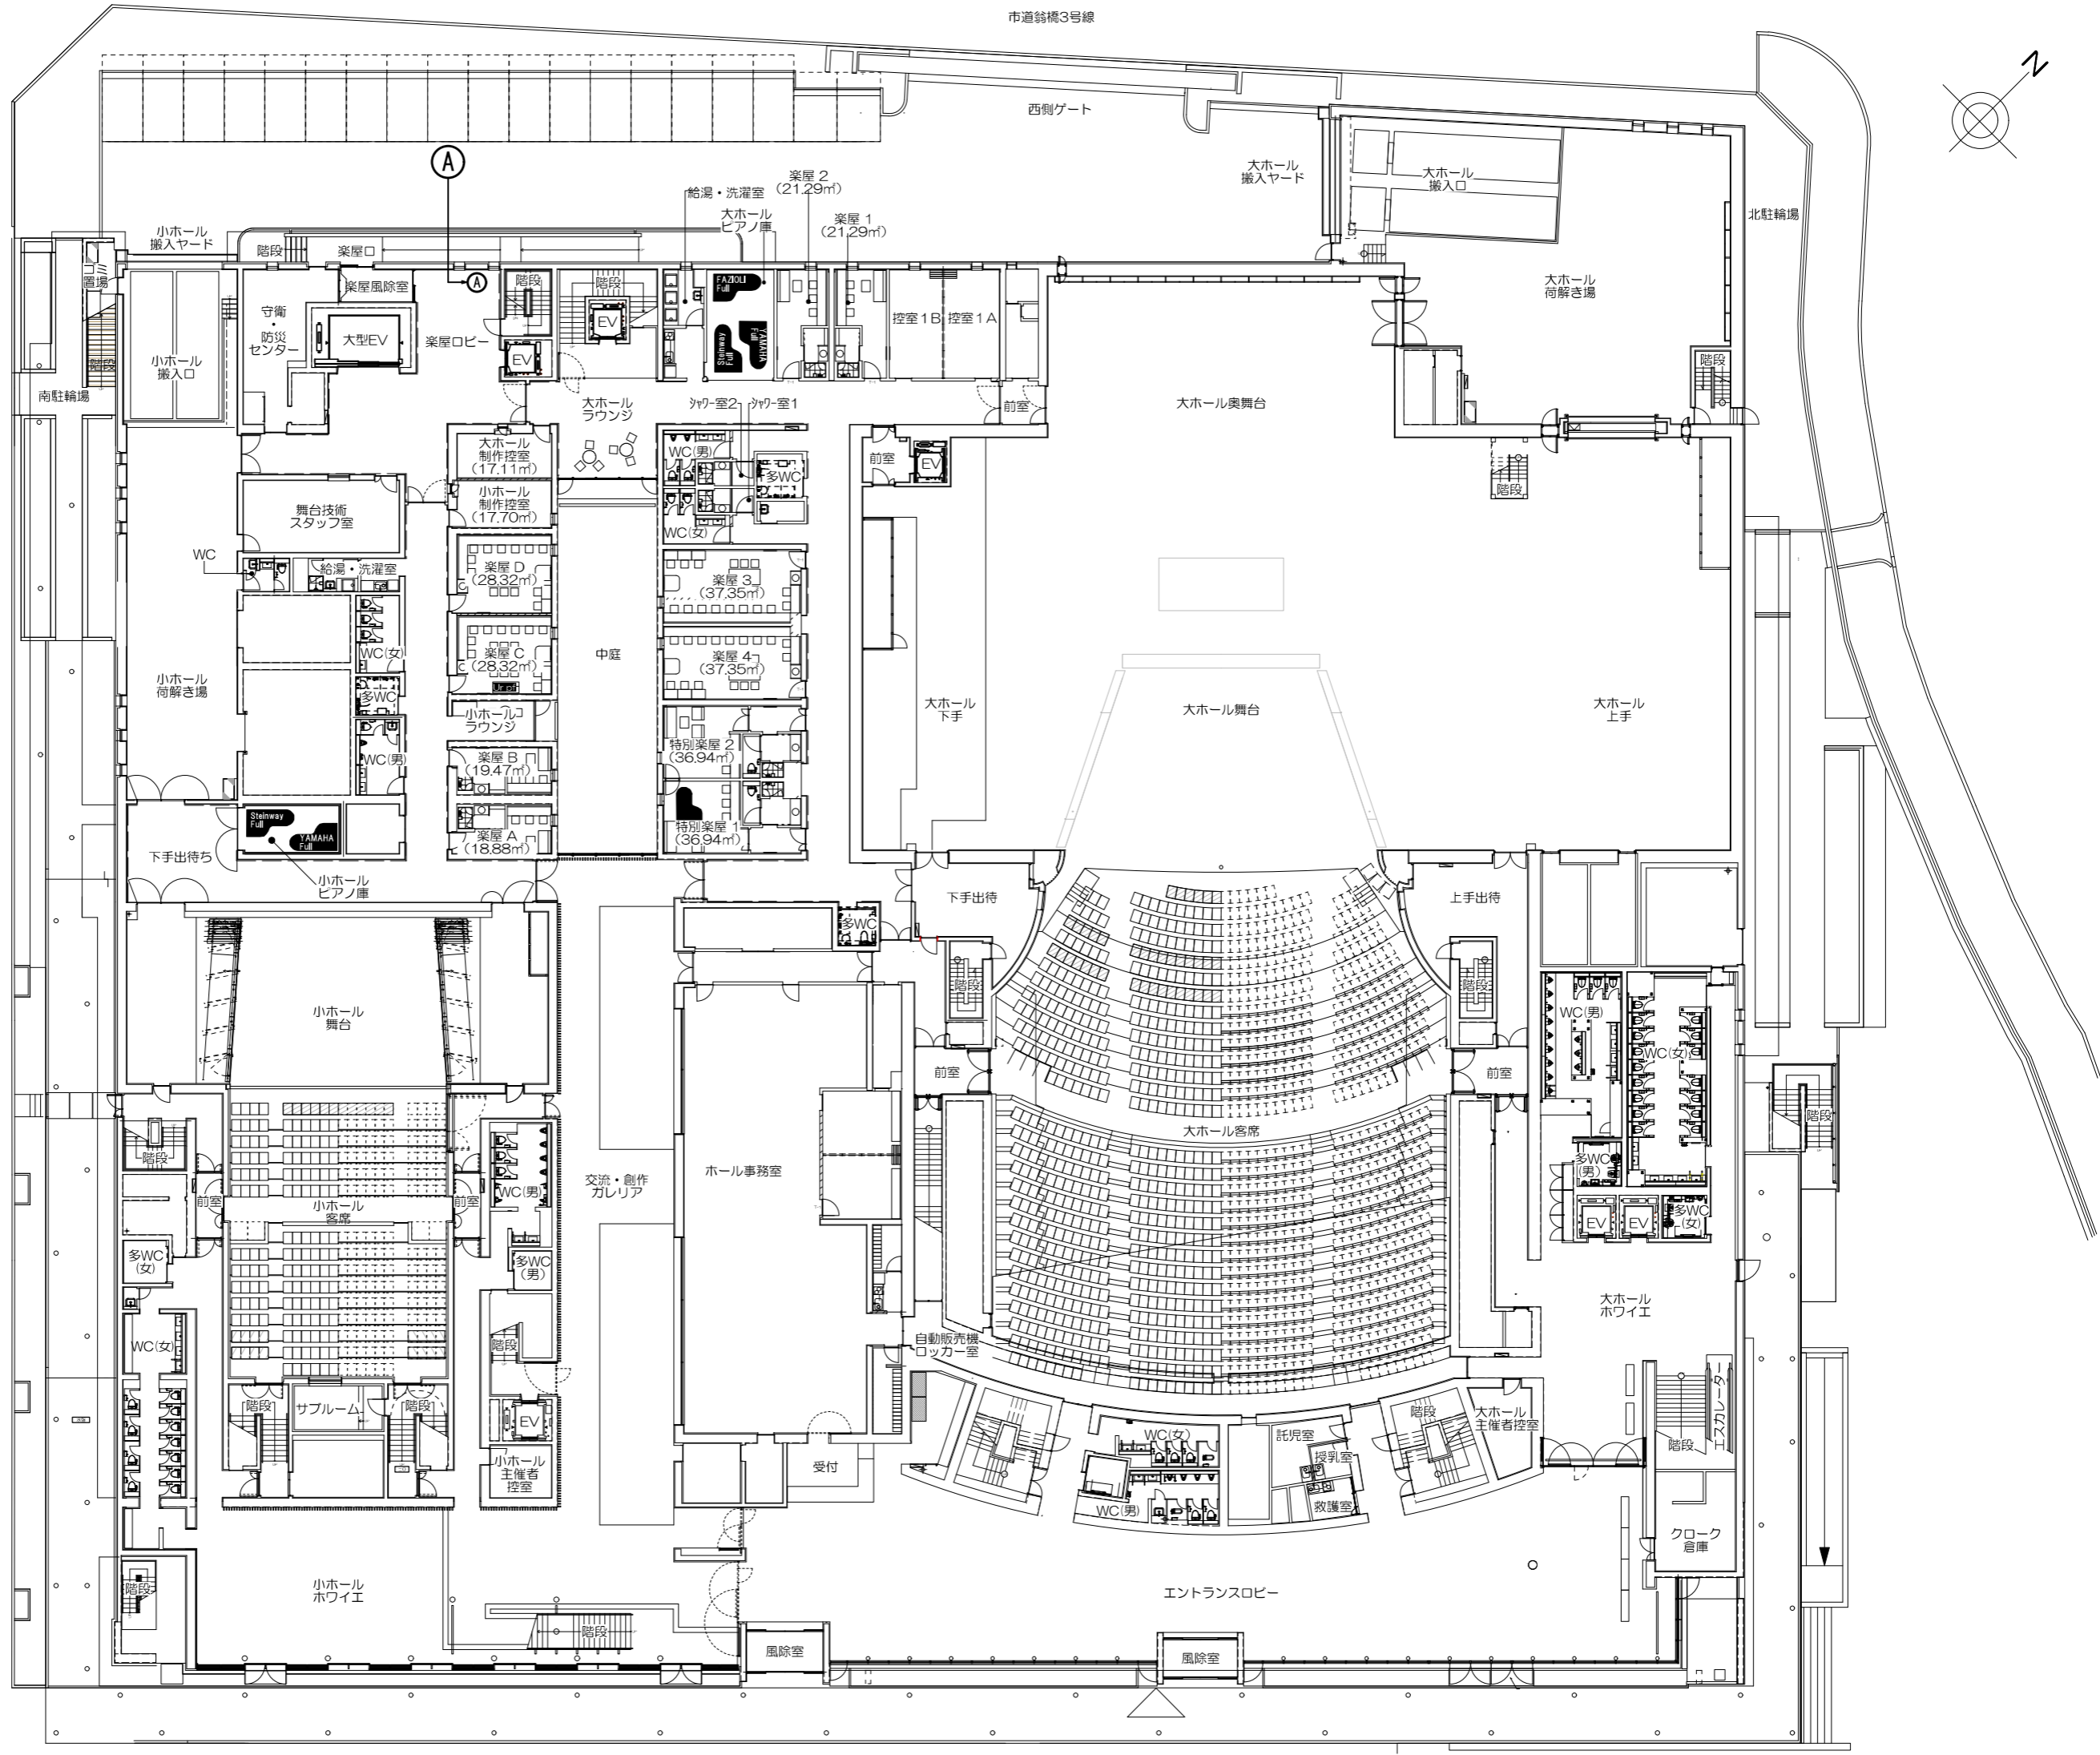 市道翁橋3号線
N
西側ゲート
A
大ホール
搬入ヤード
大ホール
搬入口
北駐輪場
給湯・洗濯室
楽屋 2
(21.29㎡)
大ホール
ピアノ庫
楽屋 1
(21.29㎡)
小ホール
搬入ヤード
階段
楽屋口
ゴミ
置場
階段
南駐輪場
小ホール
搬入口
守衛
・
防災
センター
楽屋風除室
大型EV
A
楽屋ロビー
階段
EV
階段
EV
FAZIOLI
Full
Steinway
Full
YAMAHA
Full
控室1B
控室1A
大ホール
荷解き場
階段
大ホール
ラウンジ
シャワー室2
シャワー室1
前室
大ホール奥舞台
大ホール
制作控室
(17.11㎡)
小ホール
制作控室
(17.70㎡)
WC(男)
多WC
WC(女)
前室
EV
階段
舞台技術
スタッフ室
WC
給湯・洗濯室
楽屋 D
(28.32㎡)
楽屋 C
(28.32㎡)
中庭
楽屋 3
(37.35㎡)
楽屋 4
(37.35㎡)
WC(女)
多WC
WC(男)
小ホール
荷解き場
小ホール
ラウンジ
楽屋 B
(19.47㎡)
楽屋 A
(18.88㎡)
特別楽屋 2
(36.94㎡)
特別楽屋 1
(36.94㎡)
大ホール
下手
大ホール舞台
大ホール
上手
Steinway
Full
YAMAHA
Full
下手出待ち
小ホール
ピアノ庫
多WC
下手出待
上手出待
階段
階段
小ホール
舞台
前室
前室
WC(男)
WC(女)
階段
大ホール客席
階段
前室
小ホール
客席
前室
WC(男)
多WC
(男)
交流・創作
ガレリア
ホール事務室
多WC
(男)
EV
EV
多WC
(女)
多WC
(女)
WC(女)
階段
大ホール
ホワイエ
自動販売機
ロッカー室
階段
サブルーム
階段
EV
小ホール
主催者
控室
受付
WC(女)
WC(男)
託児室
授乳室
救護室
階段
大ホール
主催者控室
階段
エスカレーター
クローク
倉庫
階段
小ホール
ホワイエ
階段
エントランスロビー
風除室
風除室